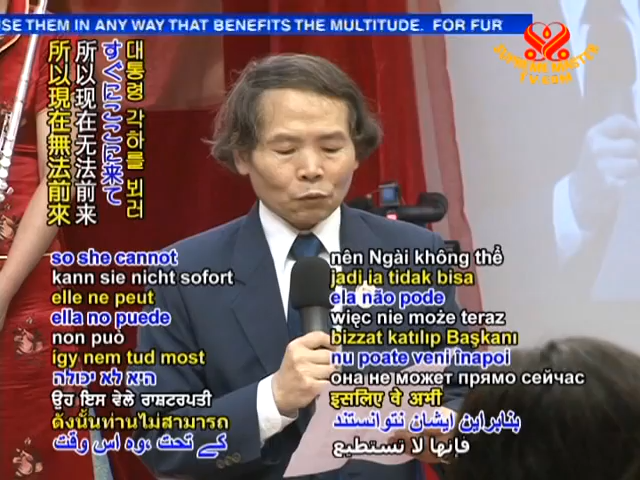 SE THEM IN ANY WAY THAT BENEFITS THE MULTITUDE. FOR FUR
SUPREME MASTER
TV.COM
대통령 각하를 뵈러
すぐにここに来て
所以现在无法前来
所以現在無法前來
so she cannot
kann sie nicht sofort
elle ne peut
ella no puede
non può
így nem tud most
היא לא יכולה
ਉਹ ਇਸ ਵੇਲੇ ਰਾਸ਼ਟਰਪਤੀ
ดังนั้นท่านไม่สามารถ
کے تحت ،وہ اس وقت
nên Ngài không thể
jadi ia tidak bisa
ela não pode
więc nie może teraz
bizzat katılıp Başkanı
nu poate veni înapoi
она не может прямо сейчас
इसलिए वे अभी
بنابراین ایشان نتوانستند
فإنها لا تستطيع